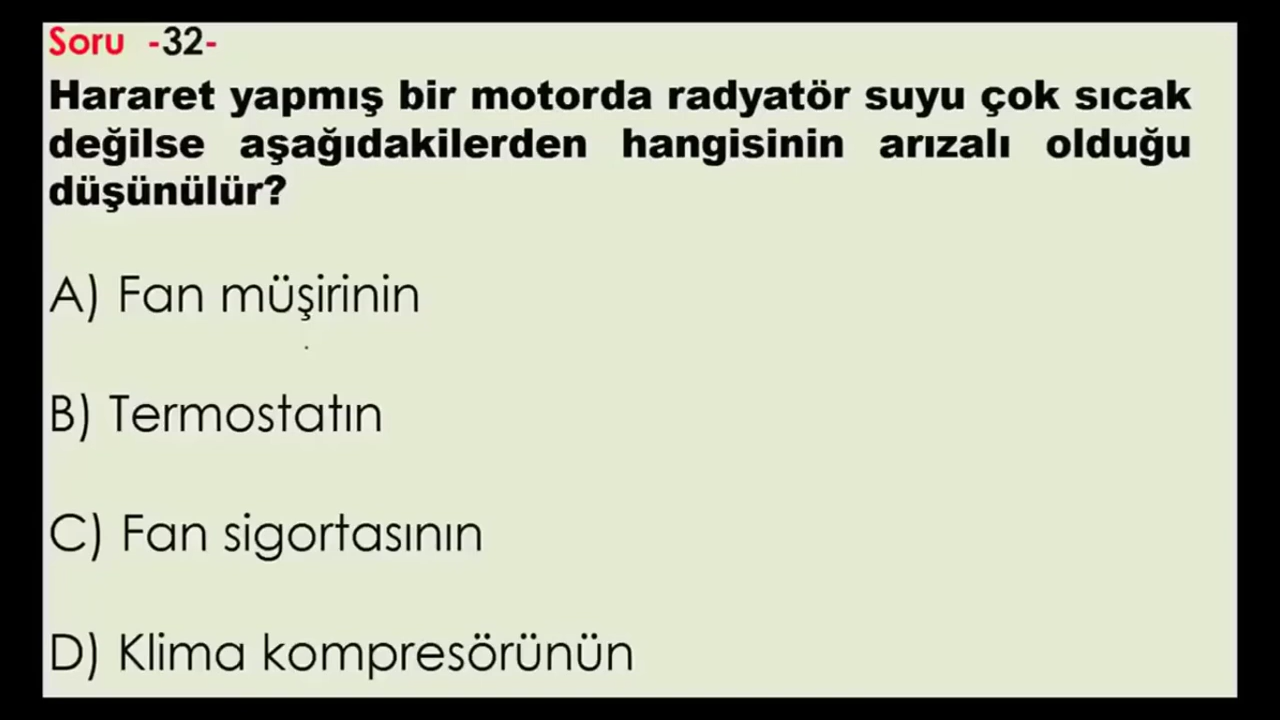 Soru -32-
Hararet yapmış bir motorda radyatör suyu çok sıcak
değilse aşağıdakilerden hangisinin arızalı olduğu
düşünülür?
A) Fan müşirinin
B) Termostatın
C) Fan sigortasının
D) Klima kompresörünün